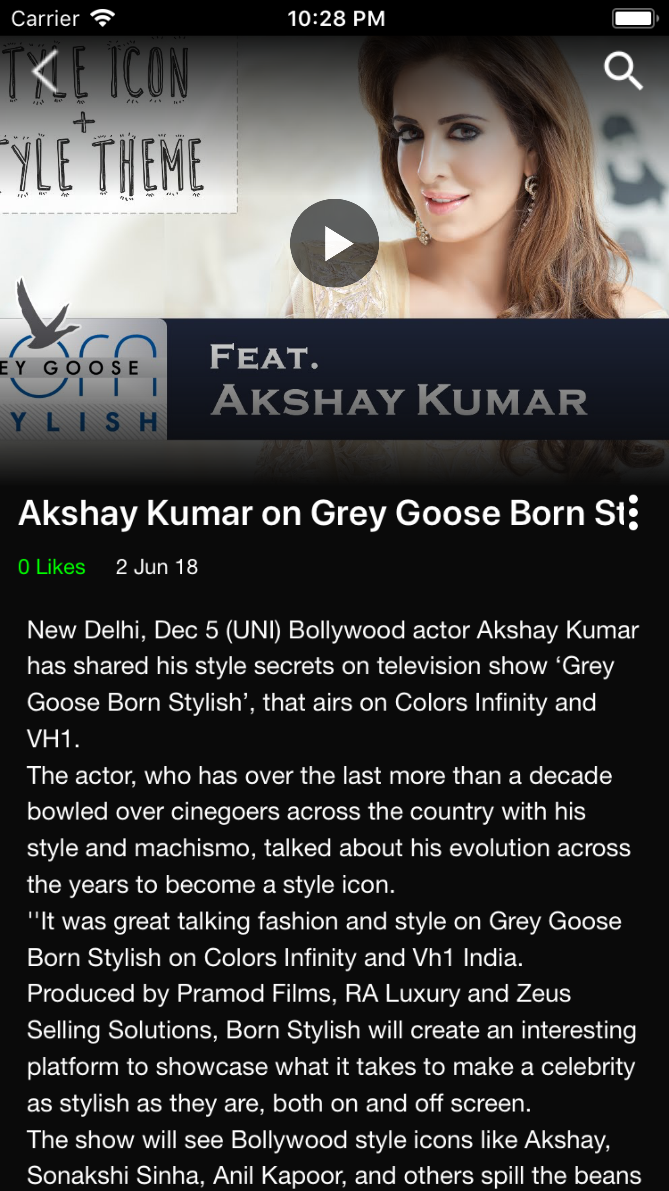 Carrier 10:28 PM
TYLE ICON
+
TYLE THEME
EY GOOSE
orn
YLISH
FEAT.
AKSHAY KUMAR
Akshay Kumar on Grey Goose Born St
0 Likes 2 Jun 18
New Delhi, Dec 5 (UNI) Bollywood actor Akshay Kumar
has shared his style secrets on television show ‘Grey
Goose Born Stylish’, that airs on Colors Infinity and
VH1.
The actor, who has over the last more than a decade
bowled over cinegoers across the country with his
style and machismo, talked about his evolution across
the years to become a style icon.
''It was great talking fashion and style on Grey Goose
Born Stylish on Colors Infinity and Vh1 India.
Produced by Pramod Films, RA Luxury and Zeus
Selling Solutions, Born Stylish will create an interesting
platform to showcase what it takes to make a celebrity
as stylish as they are, both on and off screen.
The show will see Bollywood style icons like Akshay,
Sonakshi Sinha, Anil Kapoor, and others spill the beans